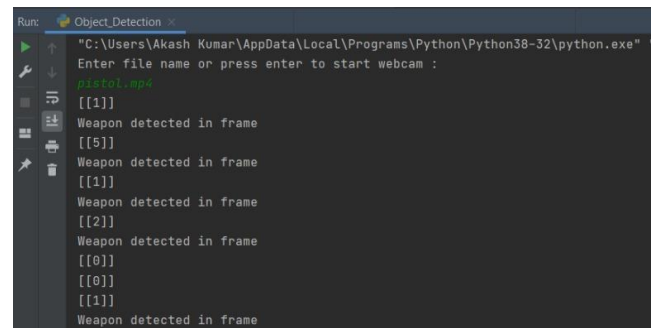 Run: Object_Detection ×
"C:\Users\Akash Kumar\AppData\Local\Programs\Python\Python38-32\python.exe" "
Enter file name or press enter to start webcam :
pistol.mp4
[[1]]
Weapon detected in frame
[[5]]
Weapon detected in frame
[[1]]
Weapon detected in frame
[[2]]
Weapon detected in frame
[[0]]
[[0]]
[[1]]
Weapon detected in frame